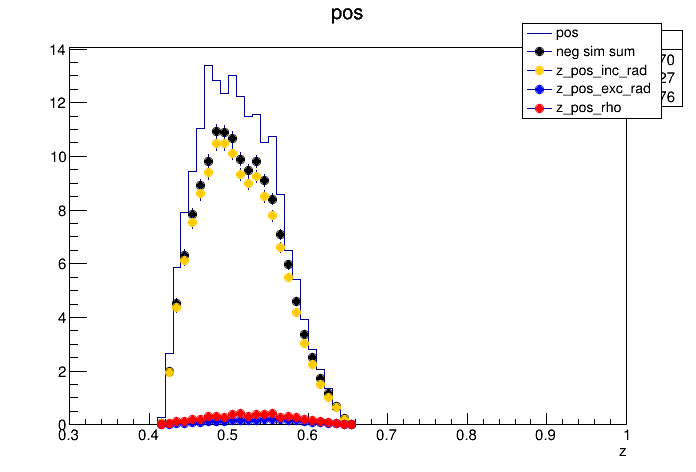 pos
pos
neg sim sum
z_pos_inc_rad
z_pos_exc_rad
z_pos_rho
70
27
76
14
12
10
8
6
4
2
0
0.3 0.4 0.5 0.6 0.7 0.8 0.9 1
z